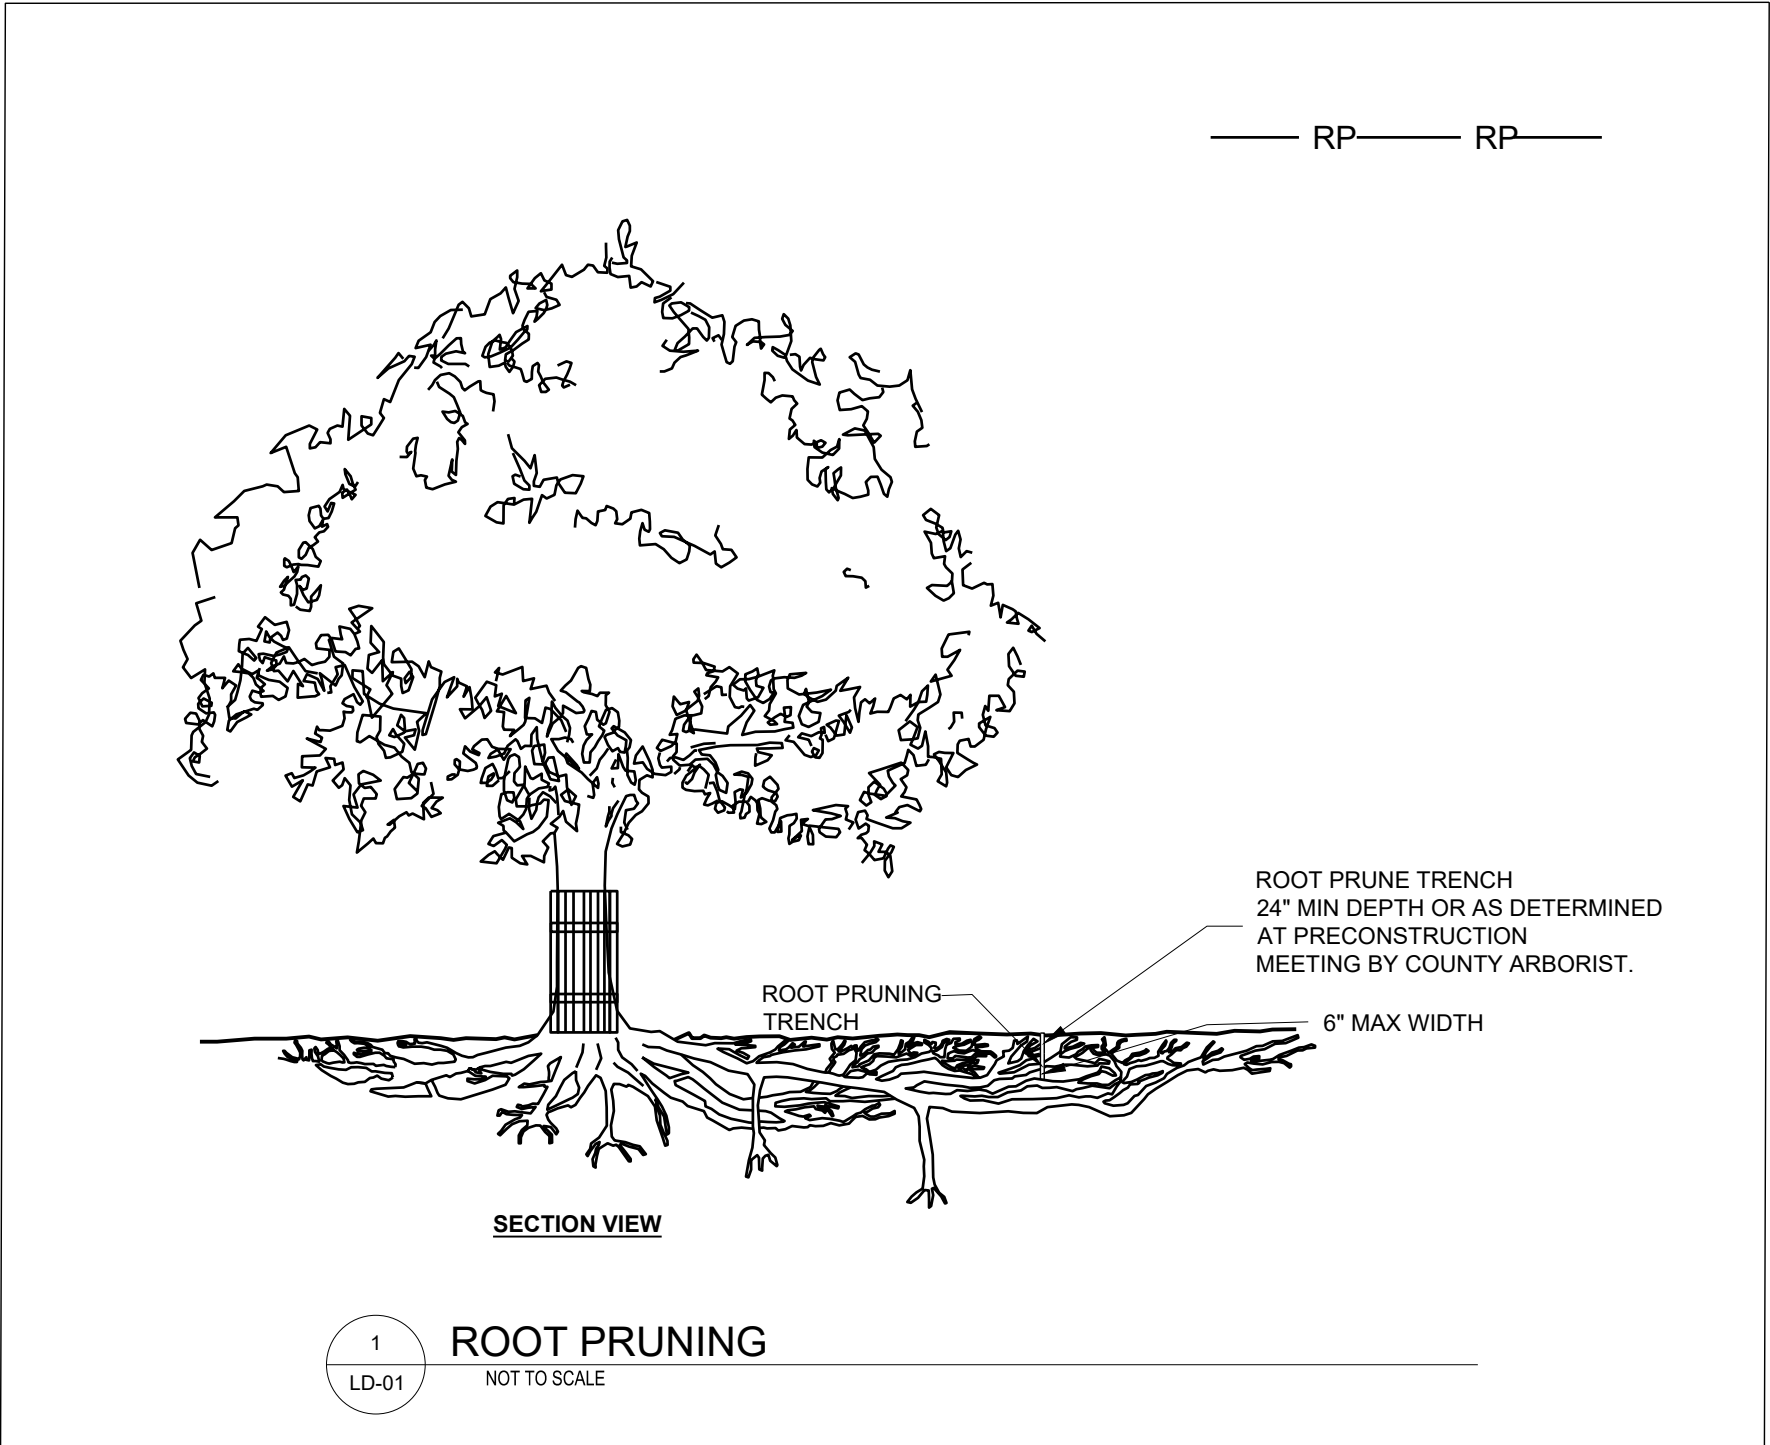 RP RP
ROOT PRUNE TRENCH
24" MIN DEPTH OR AS DETERMINED
AT PRECONSTRUCTION
MEETING BY COUNTY ARBORIST.
ROOT PRUNING
TRENCH
6" MAX WIDTH
SECTION VIEW
1
LD-01
ROOT PRUNING
NOT TO SCALE